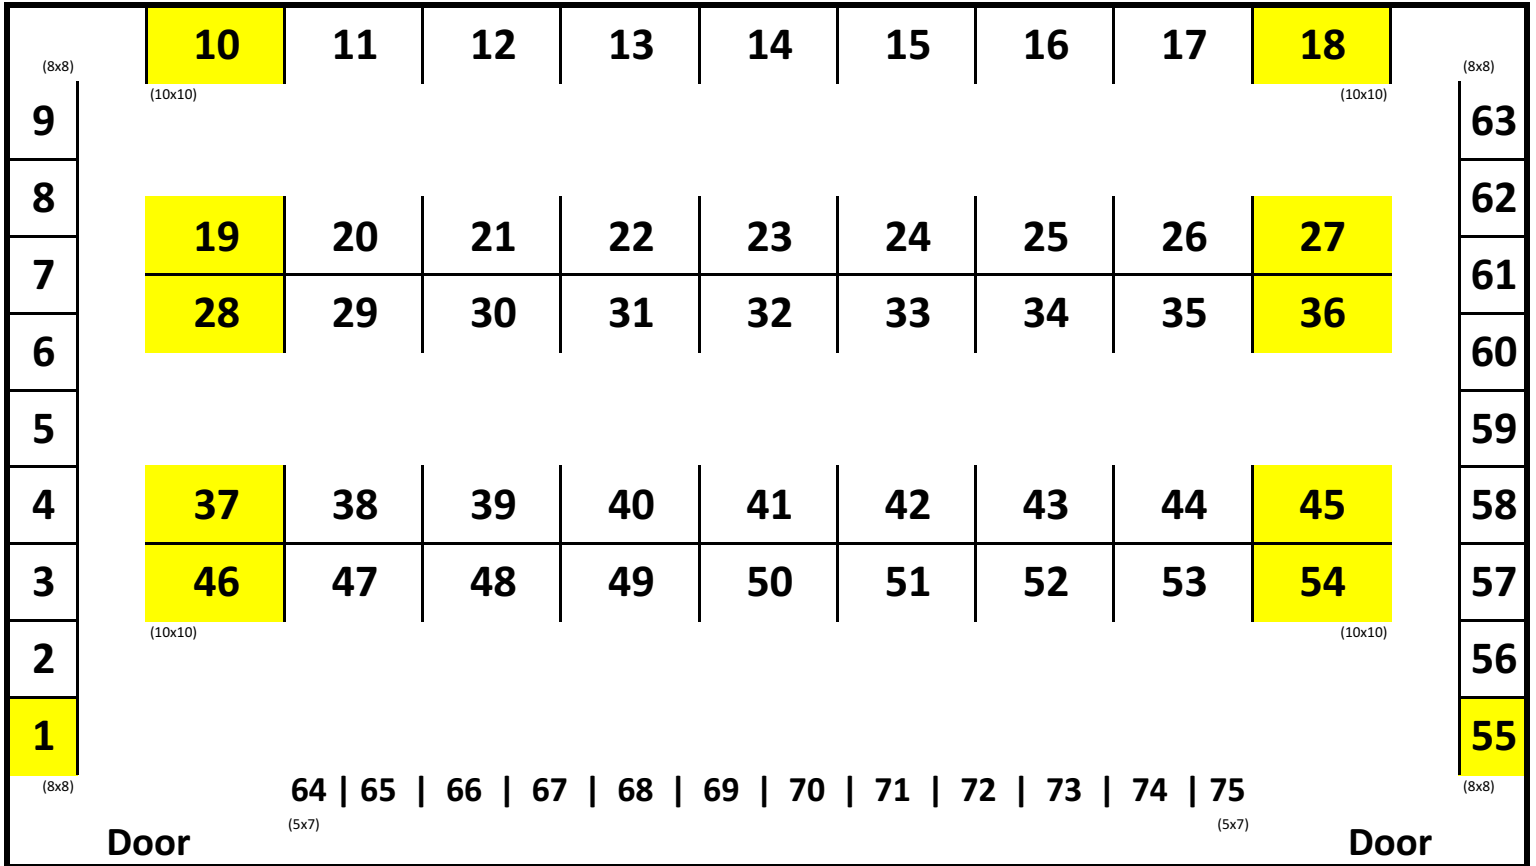 10 11 12 13 14 15 16 17 18
(8x8) (8x8)
(10x10) (10x10)
9 63
8 62
19 20 21 22 23 24 25 26 27
7 61
28 29 30 31 32 33 34 35 36
6 60
5 59
37 38 39 40 41 42 43 44 45
4 58
46 47 48 49 50 51 52 53 54
3 57
(10x10) (10x10)
2 56
1 55
(8x8) (8x8)
64 | 65 | 66 | 67 | 68 | 69 | 70 | 71 | 72 | 73 | 74 | 75
(5x7) (5x7)
Door Door